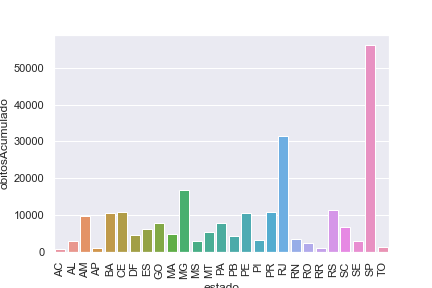 obitosAcumulado
50000
40000
30000
20000
10000
0
AC AL AM AP BA CE DF ES GO MA MG MS MT PA PB PE PI PR RJ RN RO RR RS SC SE SP TO
estado